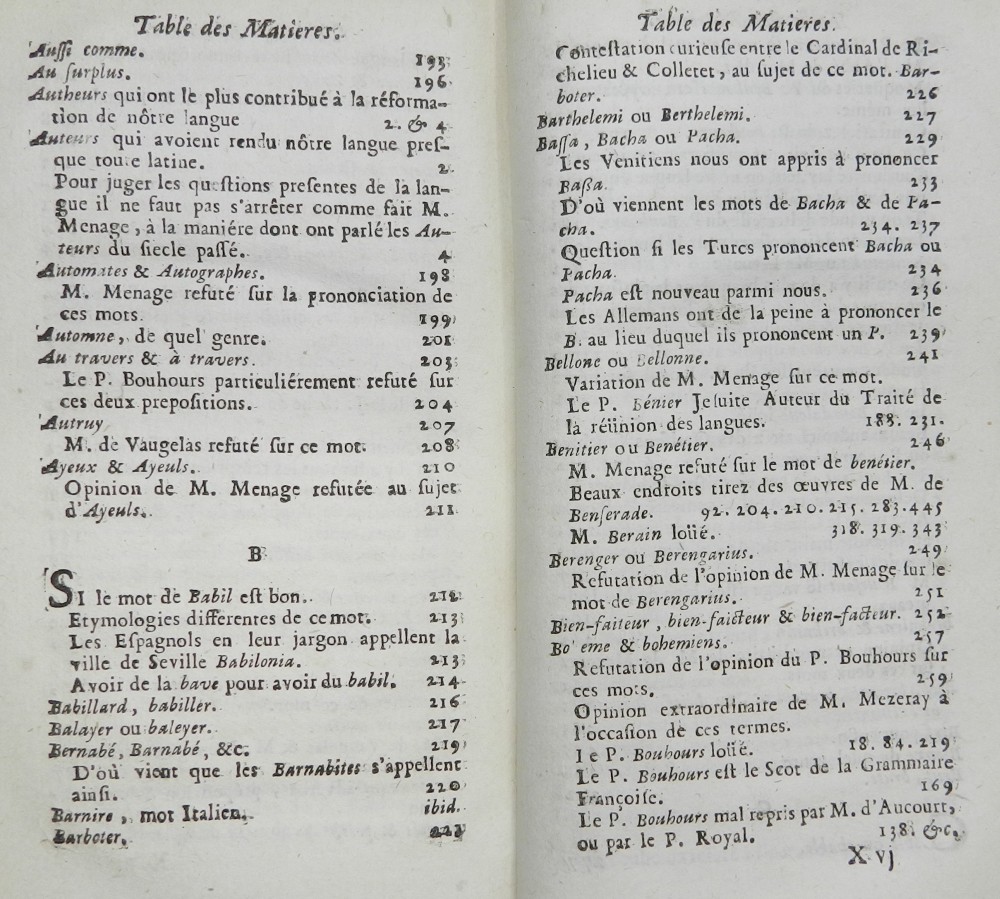 Table des Matieres.
Auſſi comme. 195
Au ſurplus. 196
Autheurs qui ont le plus contribué à la réforma-
tion de nôtre langue 2. & 4
Auteurs qui avoient rendu nôtre langue preſ-
que toute latine. 2
Pour juger les queſtions preſentes de la lan-
gue il ne faut pas s'arrêter comme fait M.
Menage, à la maniére dont ont parlé les Au-
teurs du ſiecle paſſé. 4
Automates & Autographes. 198
M. Menage refuté ſur la prononciation de
ces mots. 199
Automne, de quel genre. 201
Au travers & à travers. 203
Le P. Bouhours particuliérement refuté ſur
ces deux prepoſitions. 204
Autruy 207
M. de Vaugelas refuté ſur ce mot. 208
Ayeux & Ayeuls. 210
Opinion de M. Menage refutée au ſujet
d'Ayeuls. 211
B
SI le mot de Babil eſt bon. 212
Etymologies differentes de ce mot. 213
Les Eſpagnols en leur jargon appellent la
ville de Seville Babilonia. 213
Avoir de la bave pour avoir du babil. 214
Babillard, babiller. 216
Balayer ou baleyer. 217
Bernabé, Barnabé, &c. 219
D'où vient que les Barnabites s'appellent
ainſi. 220
Barnire, mot Italien. ibid.
Barboter.
Table des Matieres.
Conteſtation curieuſe entre le Cardinal de Ri-
chelieu & Colletet, au ſujet de ce mot. Bar-
boter. 226
Barthelemi ou Berthelemi. 227
Baſſa, Bacha ou Pacha. 229
Les Venitiens nous ont appris à prononcer
Baßa. 233
D'où viennent les mots de Bacha & de Pa-
cha. 234. 237
Queſtion ſi les Turcs prononcent Bacha ou
Pacha. 234
Pacha eſt nouveau parmi nous. 236
Les Allemans ont de la peine à prononcer le
B. au lieu duquel ils prononcent un P. 239
Bellone ou Bellonne. 241
Variation de M. Menage ſur ce mot.
Le P. Bénier Jeſuite Auteur du Traité de
la réünion des langues. 188. 231.
Benitier ou Benétier. 246
M. Menage refuté ſur le mot de benétier.
Beaux endroits tirez des œuvres de M. de
Benſerade. 92. 204. 210. 215. 283. 445
M. Berain loüé. 318. 319. 343
Berenger ou Berengarius. 249
Refutation de l'opinion de M. Menage ſur le
mot de Berengarius. 251
Bien-faiteur, bien-faicteur & bien-facteur. 252
Bo eme & bohemiens. 257
Refutation de l'opinion du P. Bouhours ſur
ces mots. 259
Opinion extraordinaire de M. Mezeray à
l'occaſion de ces termes.
Le P. Bouhours loüé. 18. 84. 219
Le P. Bouhours eſt le Scot de la Grammaire
Françoiſe. 169
Le P. Bouhours mal repris par M. d'Aucourt,
ou par le P. Royal. 138. &c.
X vj